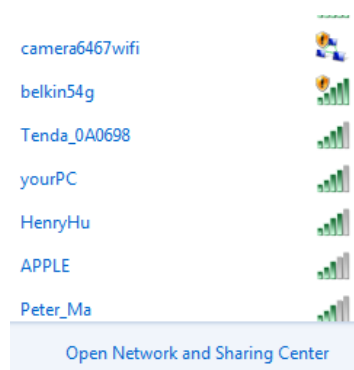 camera6467wifi
belkin54g
Tenda_0A0698
yourPC
HenryHu
APPLE
Peter_Ma
Open Network and Sharing Center